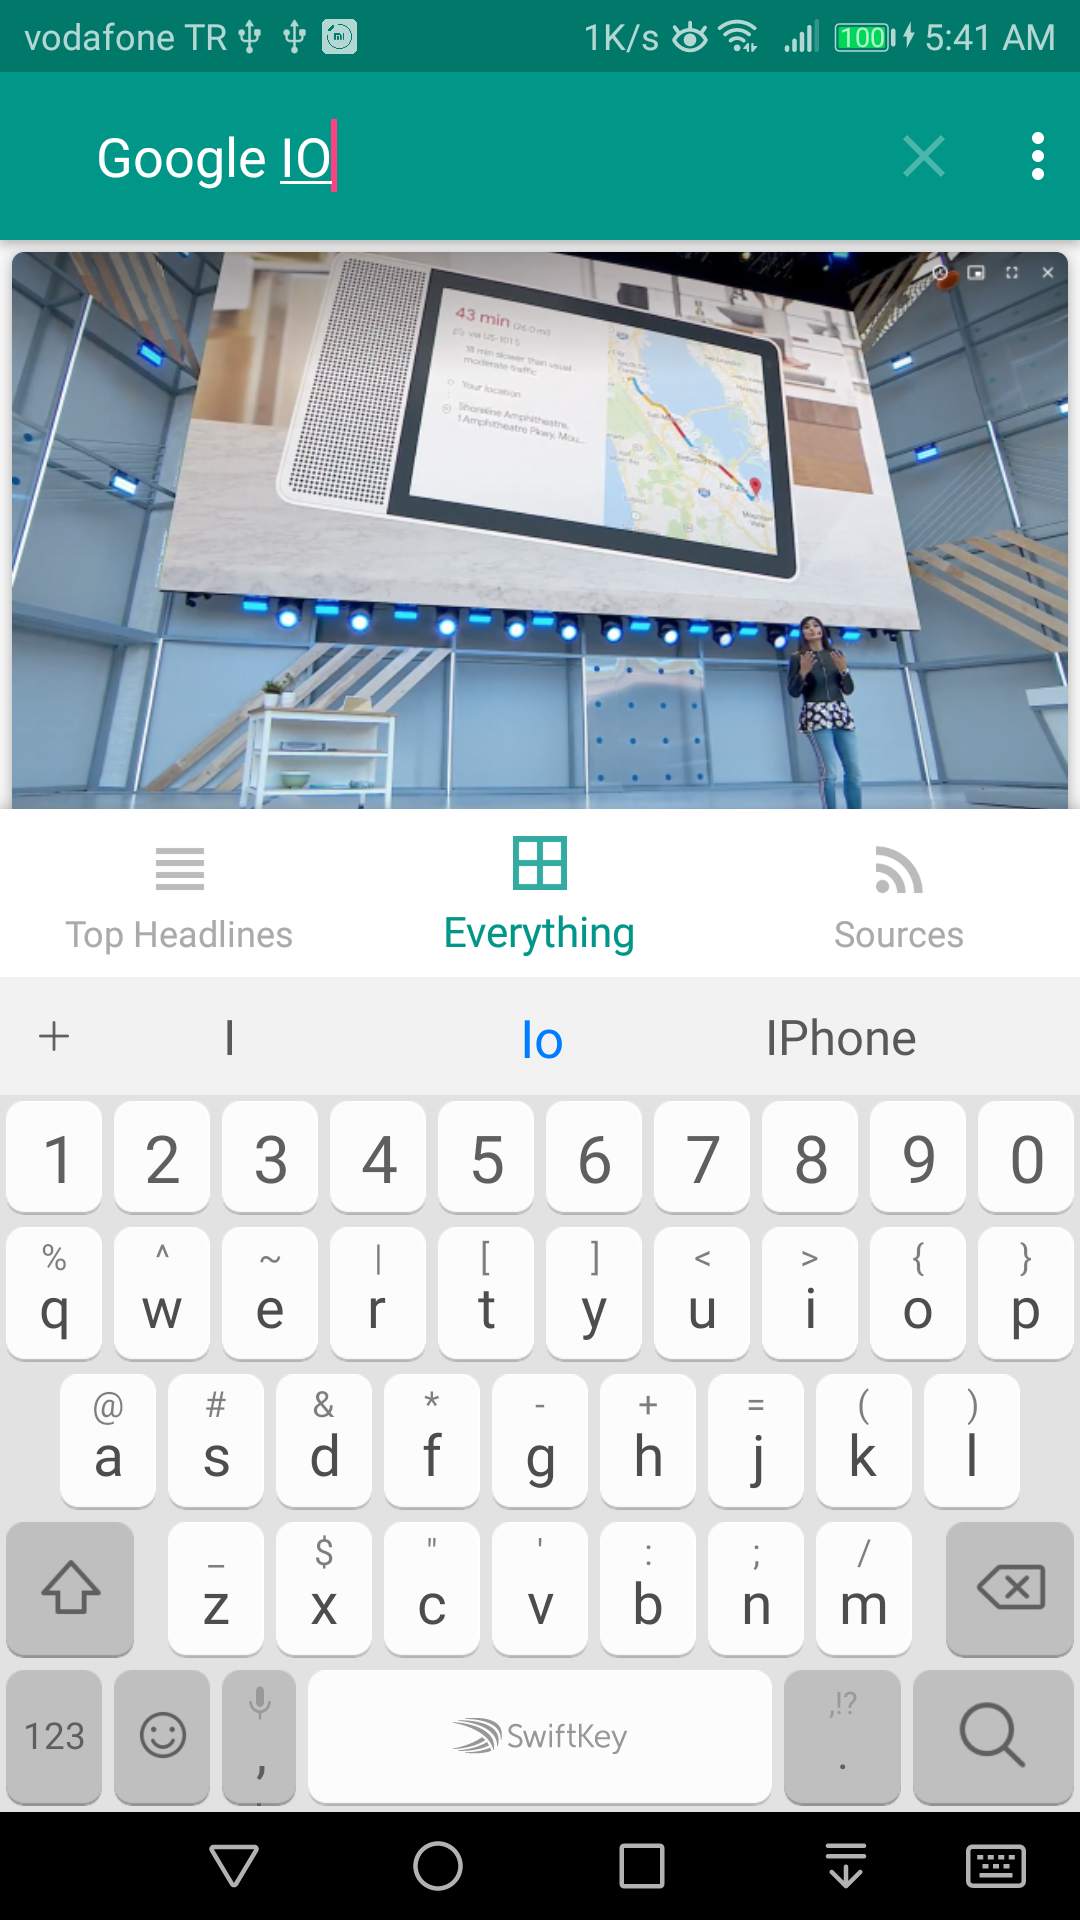 vodafone TR 1K/s 100 5:41 AM
Google IO
43 min (26.0 mi)
via US-101 S
18 min slower than usual
moderate traffic
Your location
Shoreline Amphitheatre,
1 Amphitheatre Pkwy, Mou...
Mountain
View
Top Headlines Everything Sources
+ I Io IPhone
1 2 3 4 5 6 7 8 9 0
% ^ ~ | [ ] < > { }
q w e r t y u i o p
@ # & * - + = ( )
a s d f g h j k l
_ $ " ' : ; /
z x c v b n m
,!?
123 , SwiftKey .